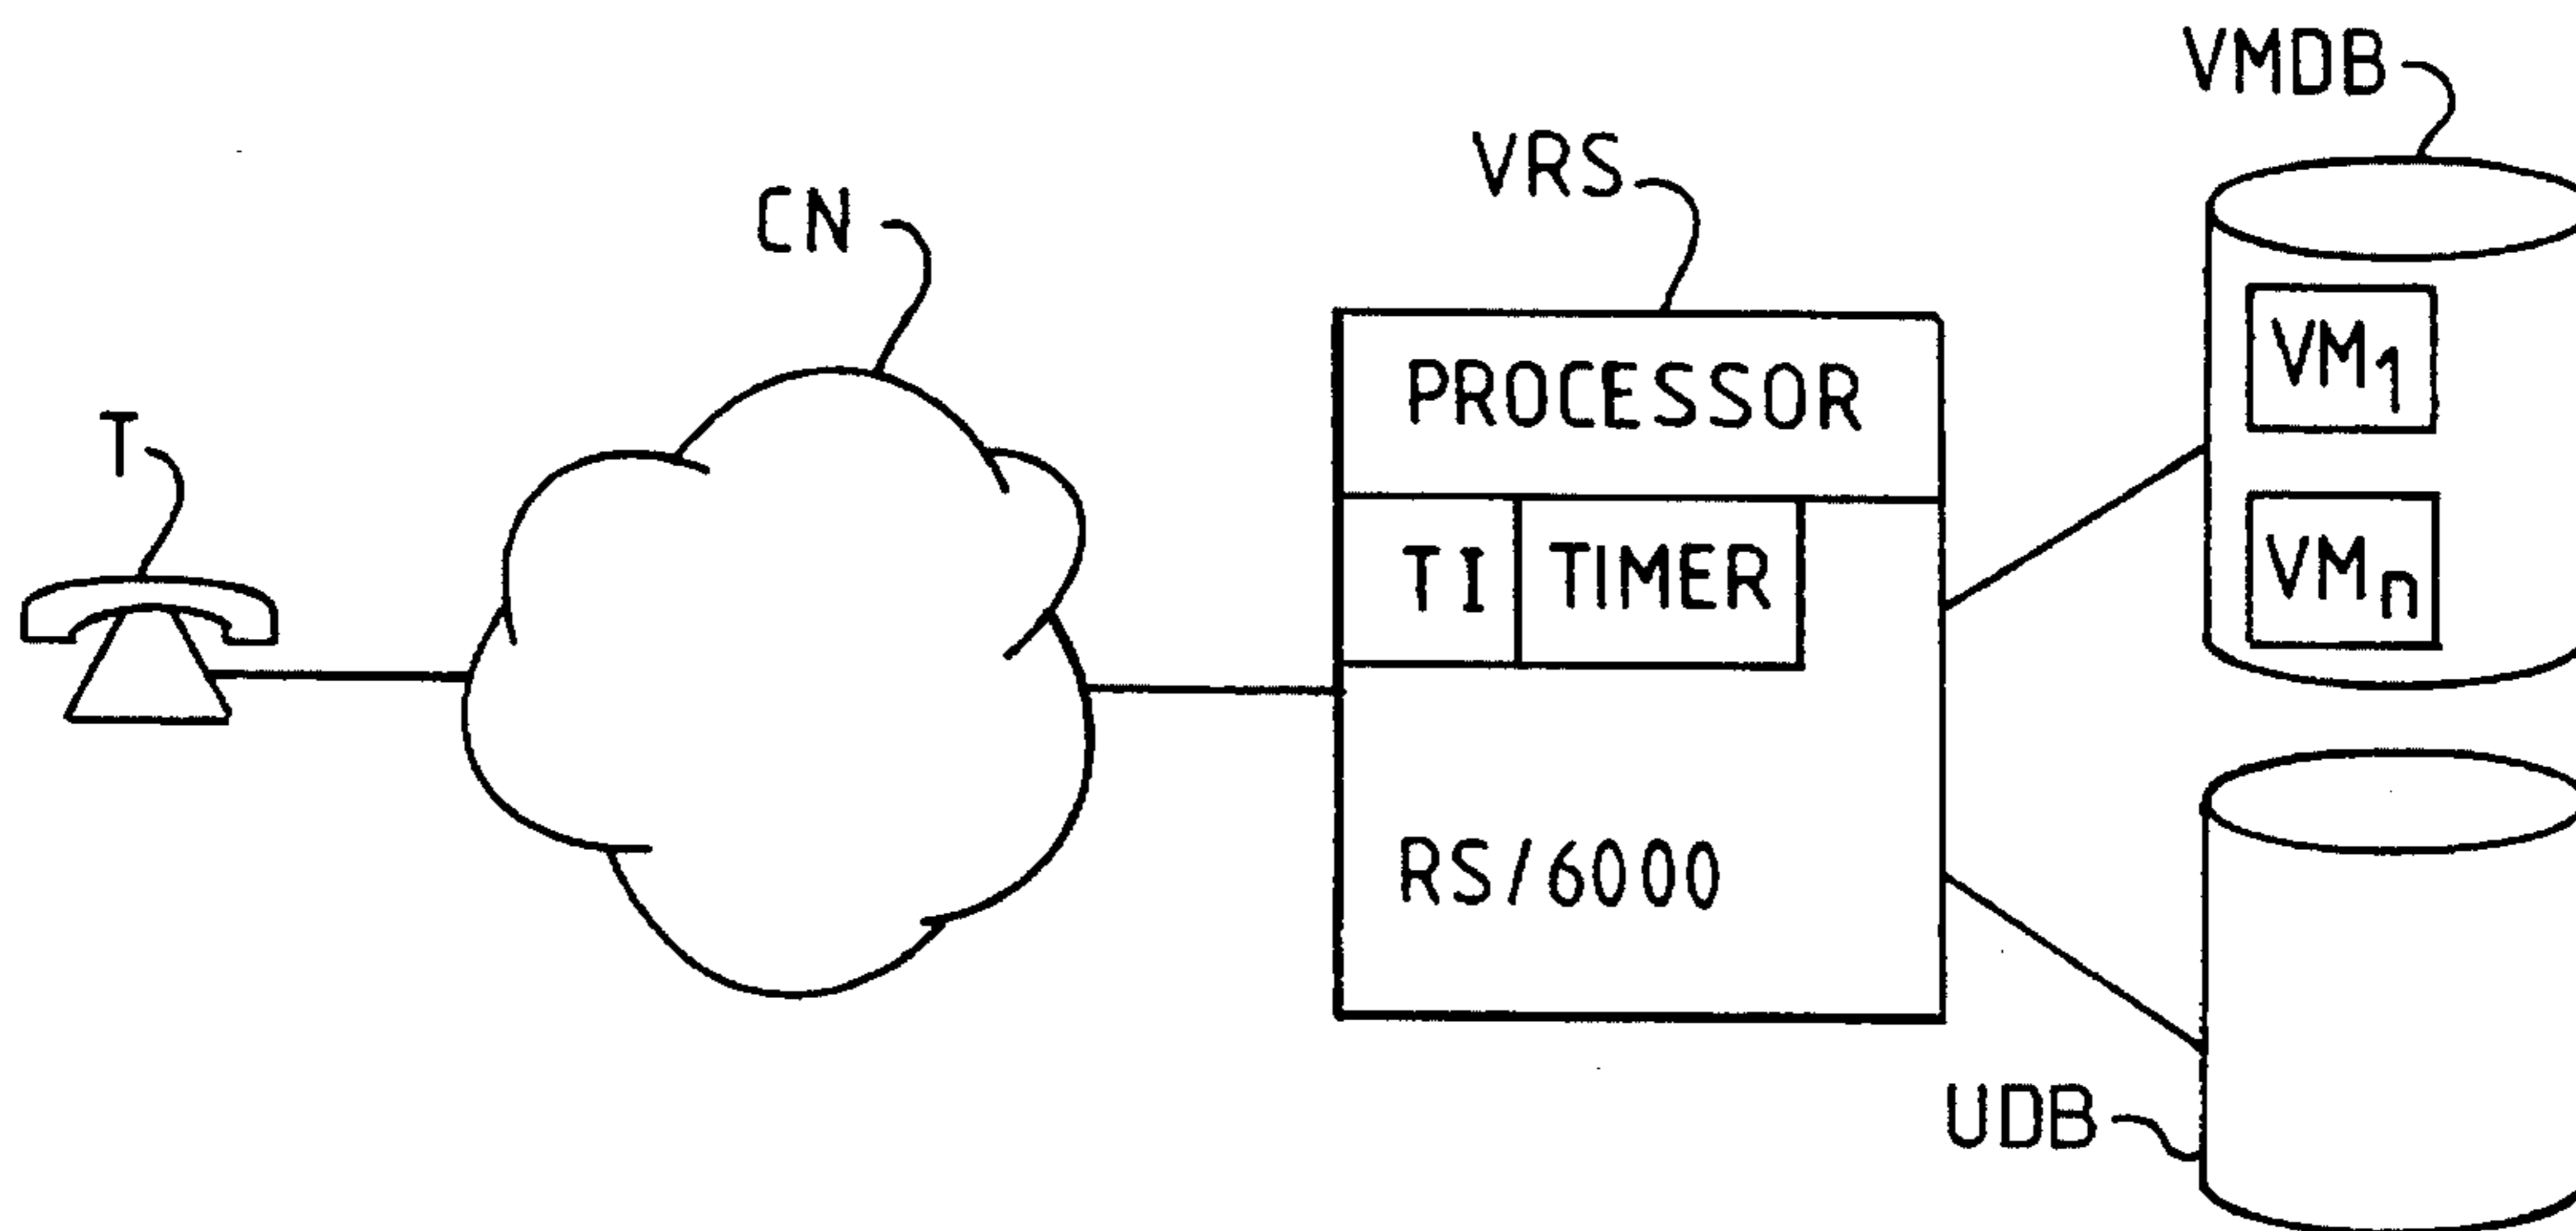 VMDB
VRS
CN
PROCESSOR
VM1
T
TI
TIMER
VMn
RS/6000
UDB